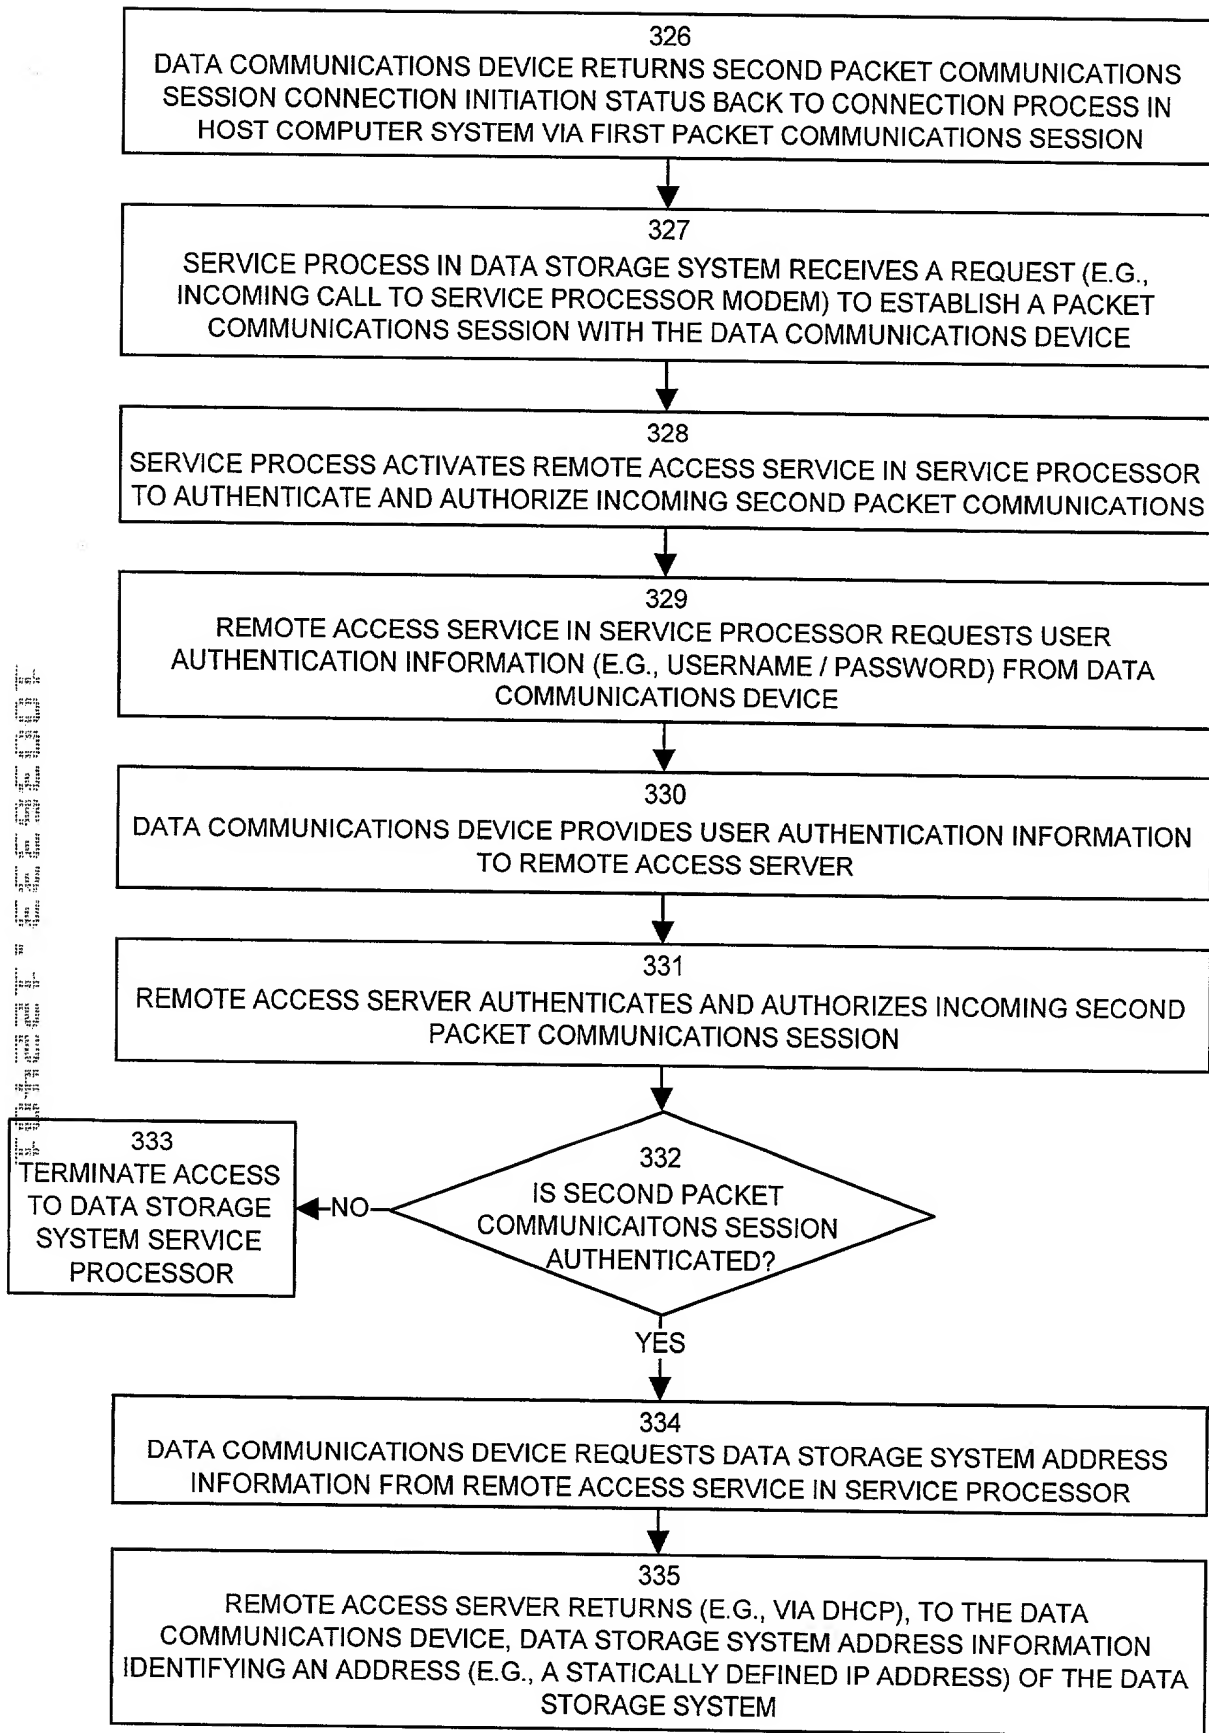 326
DATA COMMUNICATIONS DEVICE RETURNS SECOND PACKET COMMUNICATIONS
SESSION CONNECTION INITIATION STATUS BACK TO CONNECTION PROCESS IN
HOST COMPUTER SYSTEM VIA FIRST PACKET COMMUNICATIONS SESSION
327
SERVICE PROCESS IN DATA STORAGE SYSTEM RECEIVES A REQUEST (E.G.,
INCOMING CALL TO SERVICE PROCESSOR MODEM) TO ESTABLISH A PACKET
COMMUNICATIONS SESSION WITH THE DATA COMMUNICATIONS DEVICE
328
SERVICE PROCESS ACTIVATES REMOTE ACCESS SERVICE IN SERVICE PROCESSOR
TO AUTHENTICATE AND AUTHORIZE INCOMING SECOND PACKET COMMUNICATIONS
329
REMOTE ACCESS SERVICE IN SERVICE PROCESSOR REQUESTS USER
AUTHENTICATION INFORMATION (E.G., USERNAME / PASSWORD) FROM DATA
COMMUNICATIONS DEVICE
330
DATA COMMUNICATIONS DEVICE PROVIDES USER AUTHENTICATION INFORMATION
TO REMOTE ACCESS SERVER
331
REMOTE ACCESS SERVER AUTHENTICATES AND AUTHORIZES INCOMING SECOND
PACKET COMMUNICATIONS SESSION
332
IS SECOND PACKET
COMMUNICAITONS SESSION
AUTHENTICATED?
NO
333
TERMINATE ACCESS
TO DATA STORAGE
SYSTEM SERVICE
PROCESSOR
YES
334
DATA COMMUNICATIONS DEVICE REQUESTS DATA STORAGE SYSTEM ADDRESS
INFORMATION FROM REMOTE ACCESS SERVICE IN SERVICE PROCESSOR
335
REMOTE ACCESS SERVER RETURNS (E.G., VIA DHCP), TO THE DATA
COMMUNICATIONS DEVICE, DATA STORAGE SYSTEM ADDRESS INFORMATION
IDENTIFYING AN ADDRESS (E.G., A STATICALLY DEFINED IP ADDRESS) OF THE DATA
STORAGE SYSTEM